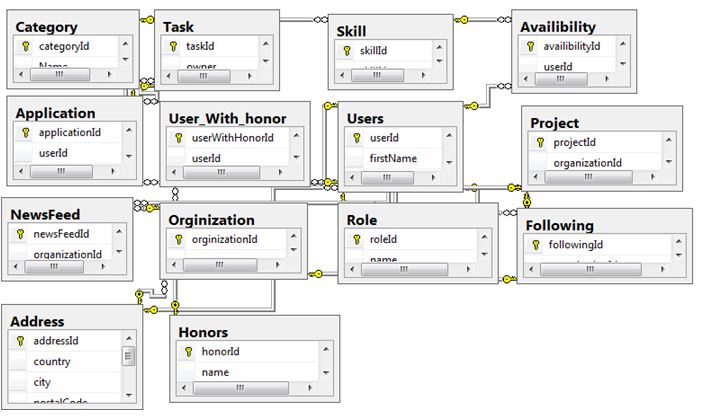 Category
categoryId
Name
Task
taskId
owner
Skill
skillId
Availibility
availibilityId
userId
Application
applicationId
userId
User_With_honor
userWithHonorId
userId
Users
userId
firstName
Project
projectId
organizationId
NewsFeed
newsFeedId
organizationId
Orginization
orginizationId
Role
roleId
name
Following
followingId
Address
addressId
country
city
postalCode
Honors
honorId
name